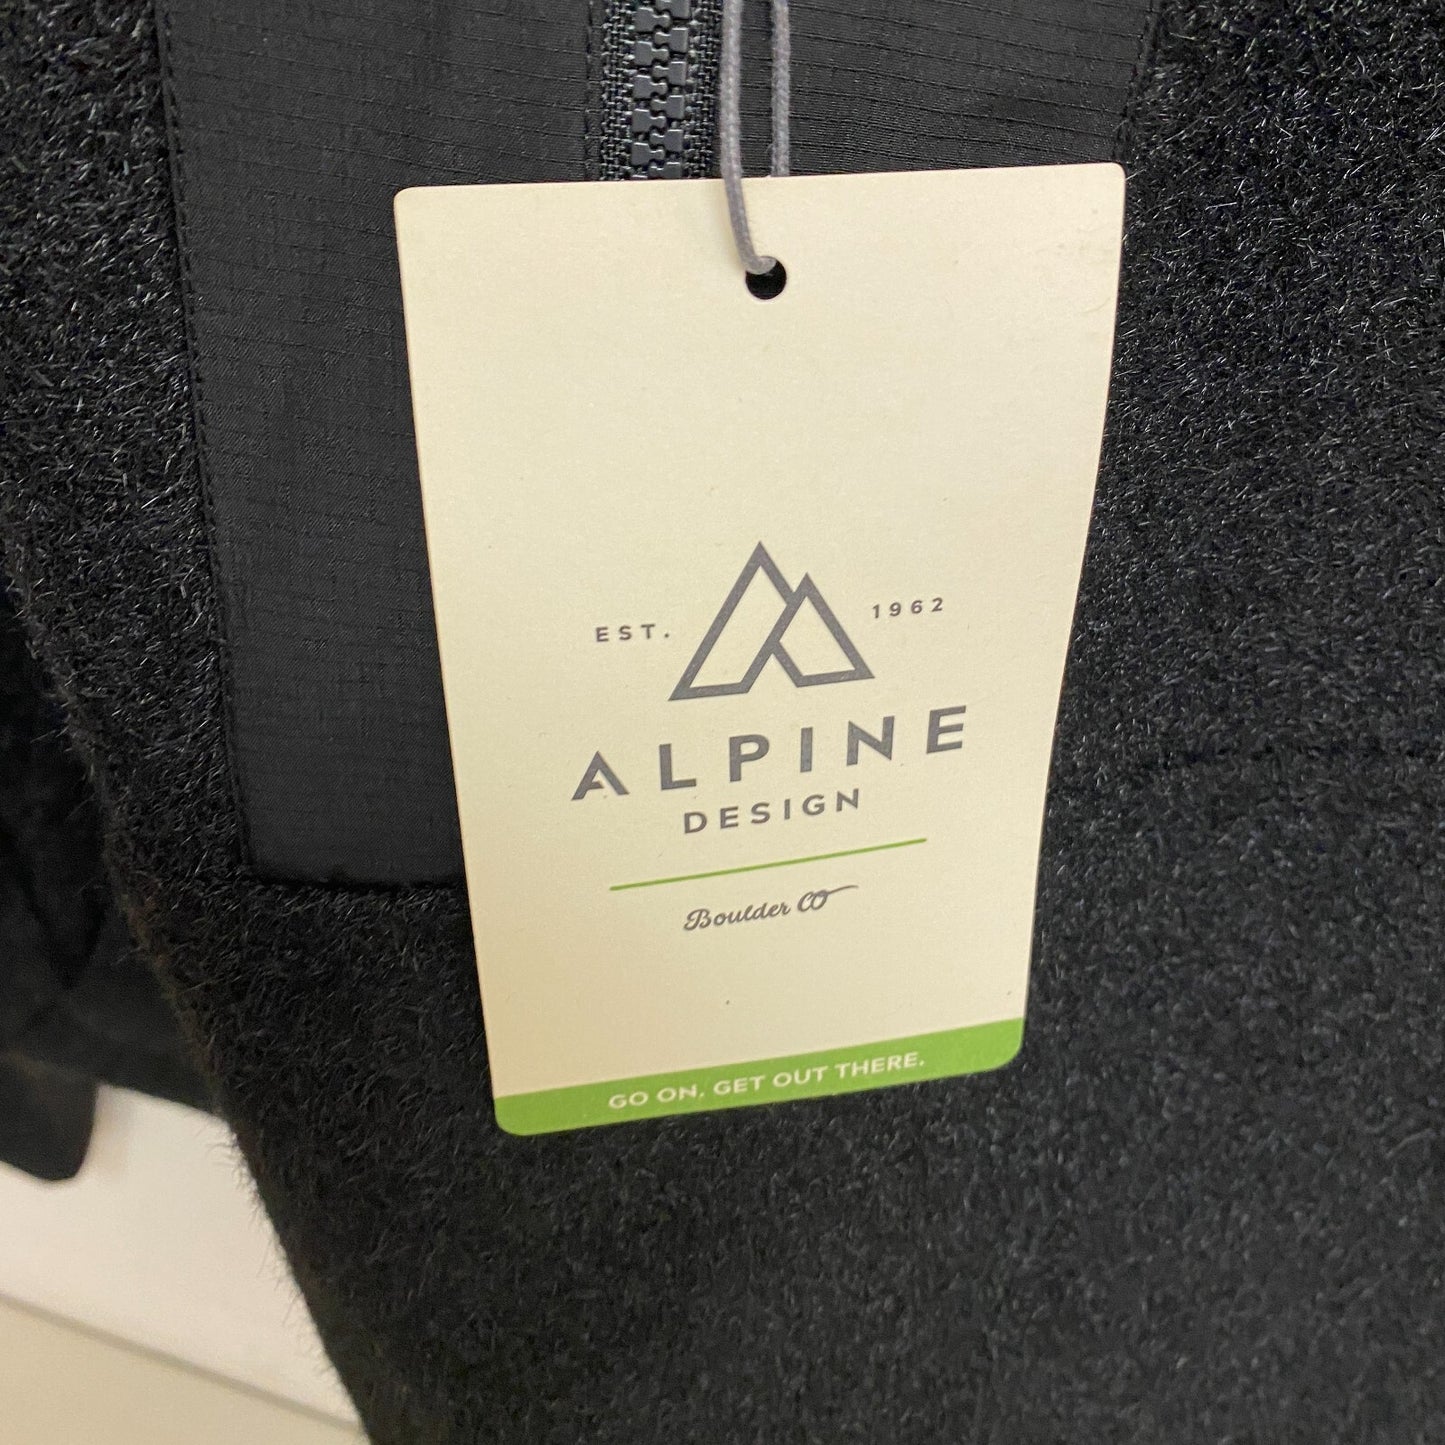 EST. 1962
ALPINE
DESIGN
Boulder CO
GO ON, GET OUT THERE.